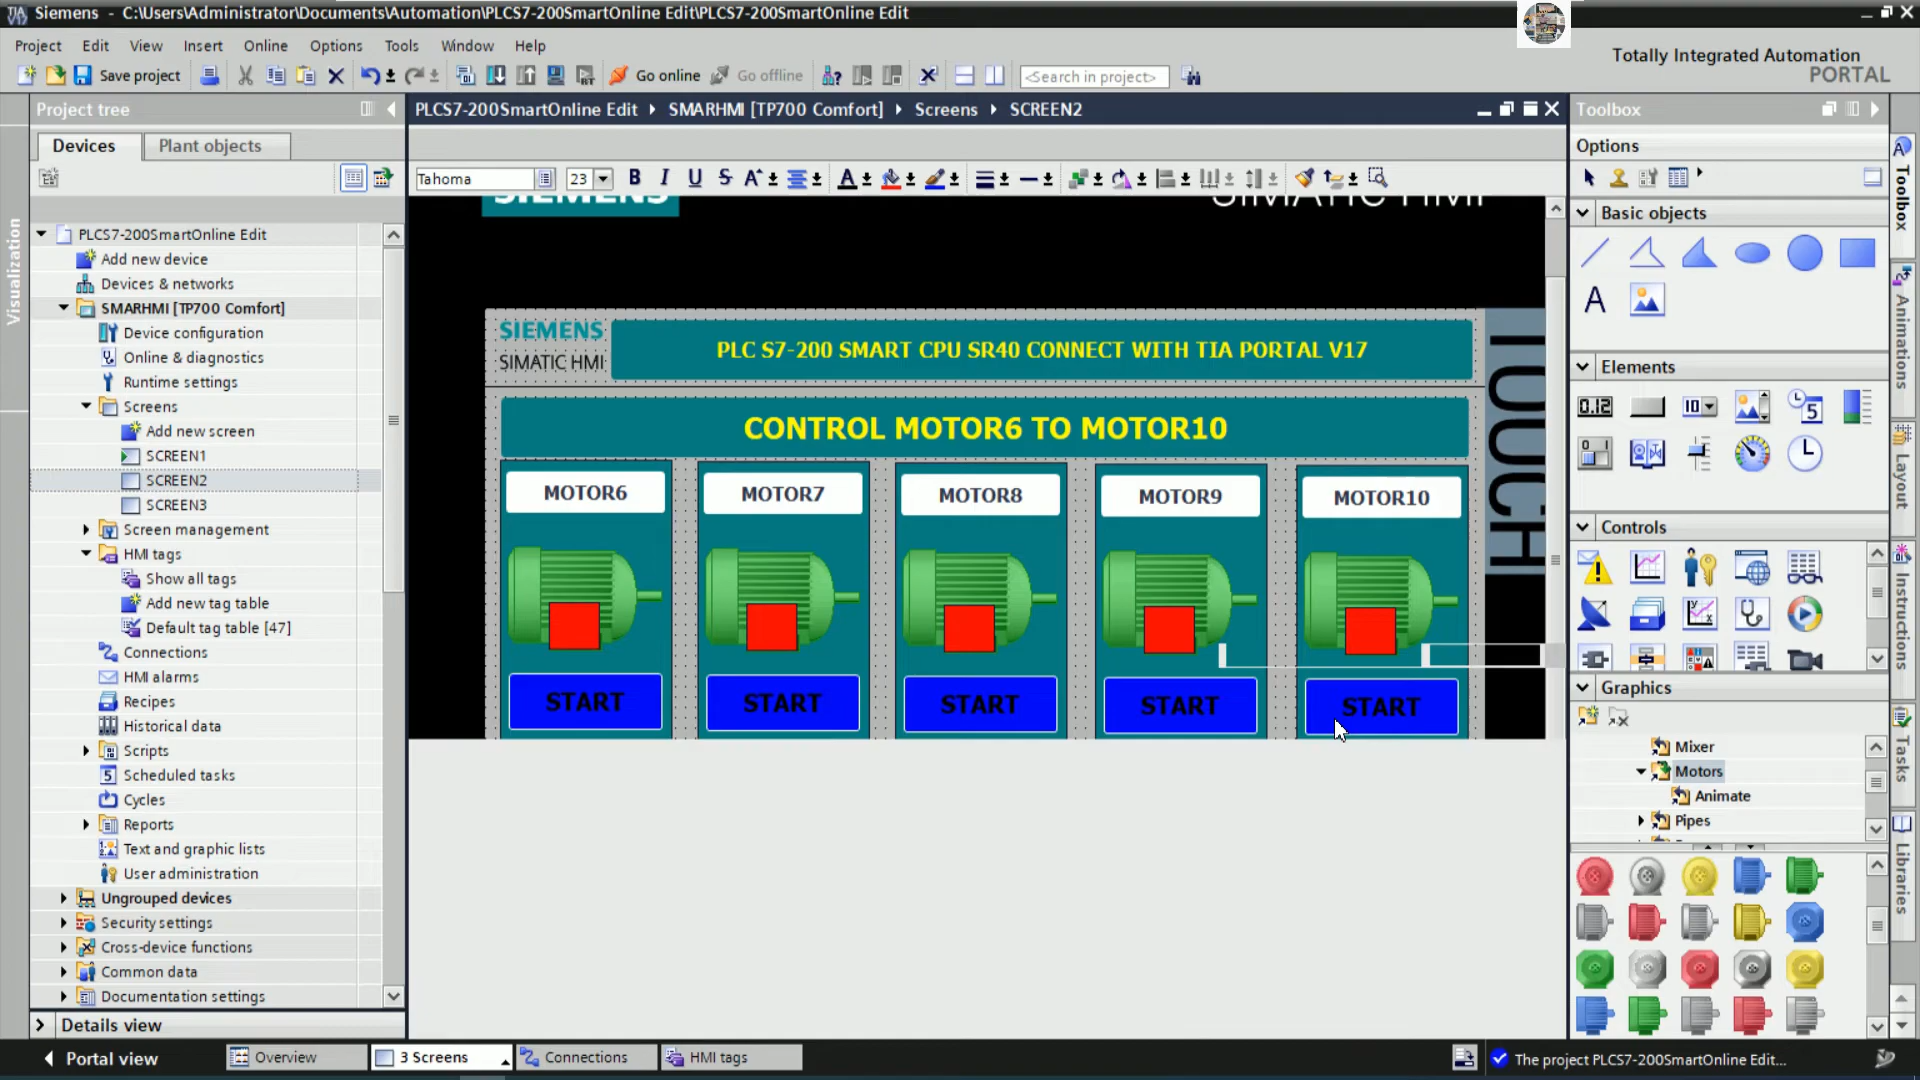 Siemens - C:\Users\Administrator\Documents\Automation\PLCS7-200SmartOnline Edit\PLCS7-200SmartOnline Edit
Project Edit View Insert Online Options Tools Window Help
Totally Integrated Automation
PORTAL
Save project
Go online
Go offline
<Search in project>
Project tree
PLCS7-200SmartOnline Edit
SMARHMI [TP700 Comfort]
Screens
SCREEN2
Toolbox
Devices
Plant objects
Options
Tahoma
23
B I U S
Visualization
PLCS7-200SmartOnline Edit
Add new device
Devices & networks
SMARHMI [TP700 Comfort]
Device configuration
Online & diagnostics
Runtime settings
Screens
Add new screen
SCREEN1
SCREEN2
SCREEN3
Screen management
HMI tags
Show all tags
Add new tag table
Default tag table [47]
Connections
HMI alarms
Recipes
Historical data
Scripts
Scheduled tasks
Cycles
Reports
Text and graphic lists
User administration
Ungrouped devices
Security settings
Cross-device functions
Common data
Documentation settings
Details view
SIEMENS
SIMATIC HMI
SIEMENS
SIMATIC HMI
PLC S7-200 SMART CPU SR40 CONNECT WITH TIA PORTAL V17
CONTROL MOTOR6 TO MOTOR10
TOUCH
MOTOR6
MOTOR7
MOTOR8
MOTOR9
MOTOR10
START
START
START
START
START
Basic objects
A
Elements
0.12
10
5
Controls
Graphics
Mixer
Motors
Animate
Pipes
Toolbox
Animations
Layout
Instructions
Tasks
Libraries
Portal view
Overview
3 Screens
Connections
HMI tags
The project PLCS7-200SmartOnline Edit...